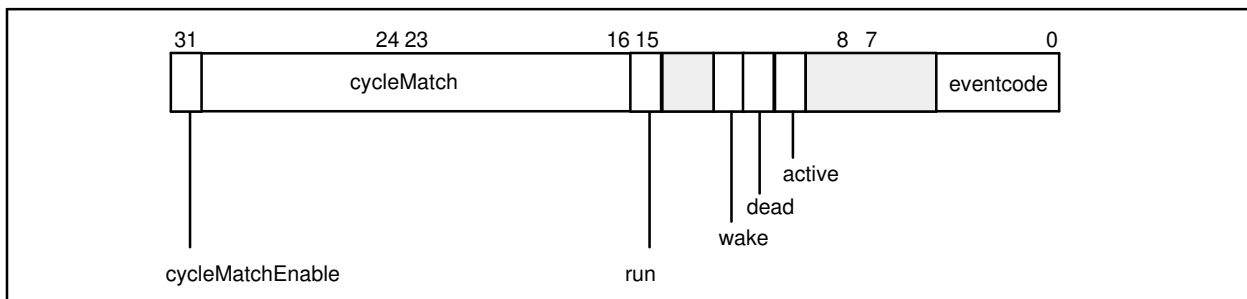 31 24 23 16 15 8 7 0
cycleMatch eventcode
active
dead
wake
cycleMatchEnable run